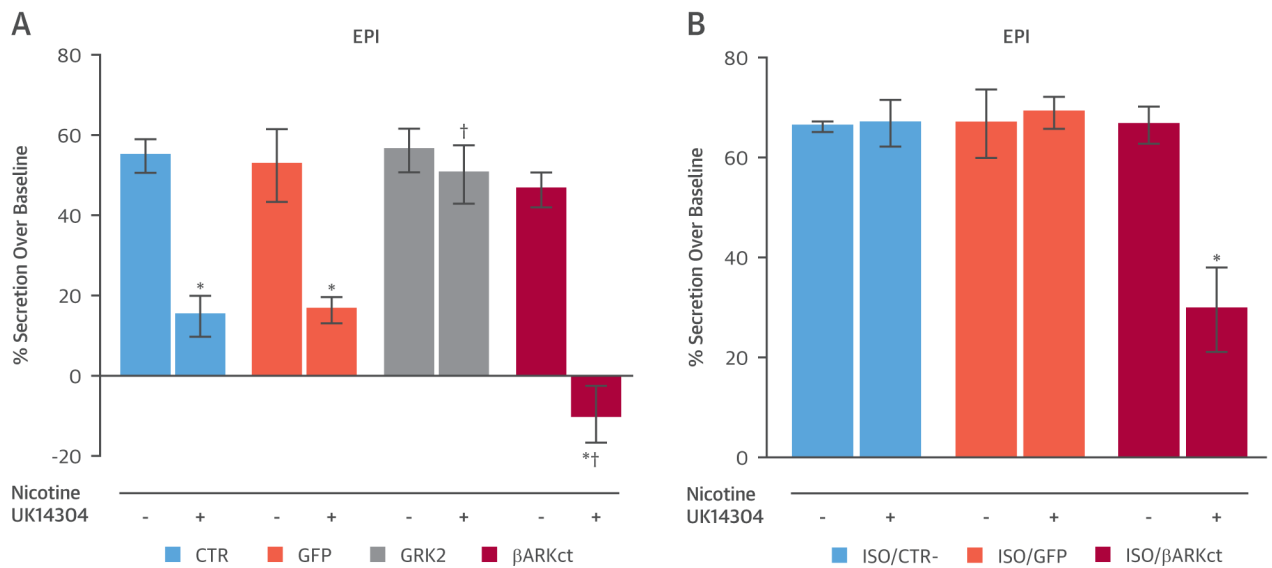 A
EPI
% Secretion Over Baseline
80
60
40
20
0
-20
*
*
†
*†
Nicotine
UK14304 - + - + - + - +
CTR GFP GRK2 βARKct
B
EPI
% Secretion Over Baseline
80
60
40
20
0
*
Nicotine
UK14304 - + - + - +
ISO/CTR- ISO/GFP ISO/βARKct